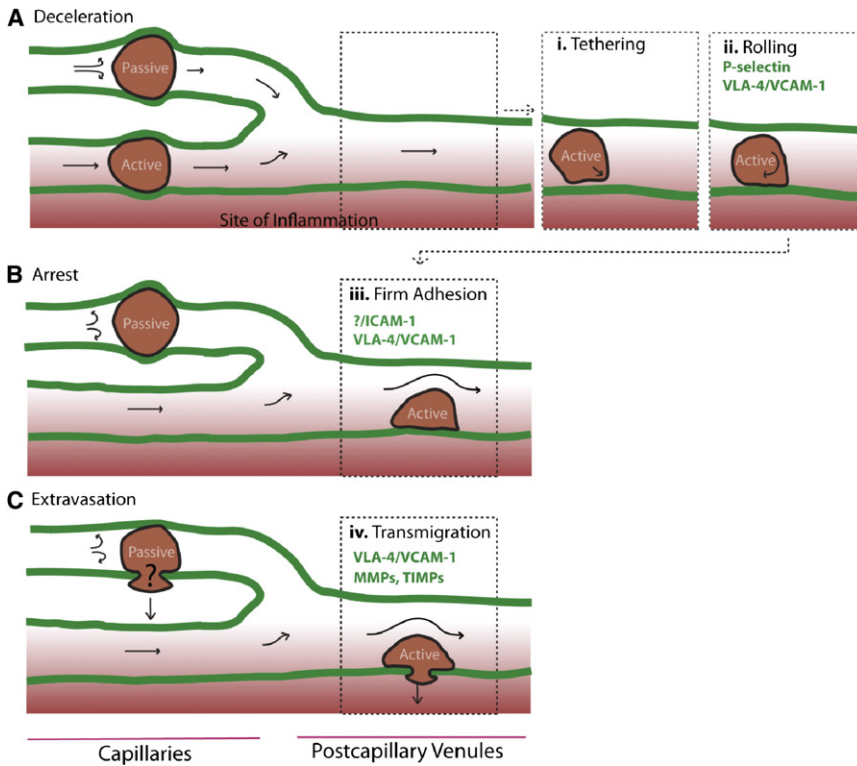 A Deceleration
i. Tethering
ii. Rolling
P-selectin
VLA-4/VCAM-1
Passive
Active
Active
Active
Site of Inflammation
B Arrest
iii. Firm Adhesion
?/ICAM-1
VLA-4/VCAM-1
Passive
Active
C Extravasation
iv. Transmigration
VLA-4/VCAM-1
MMPs, TIMPs
Passive
?
Active
Capillaries
Postcapillary Venules